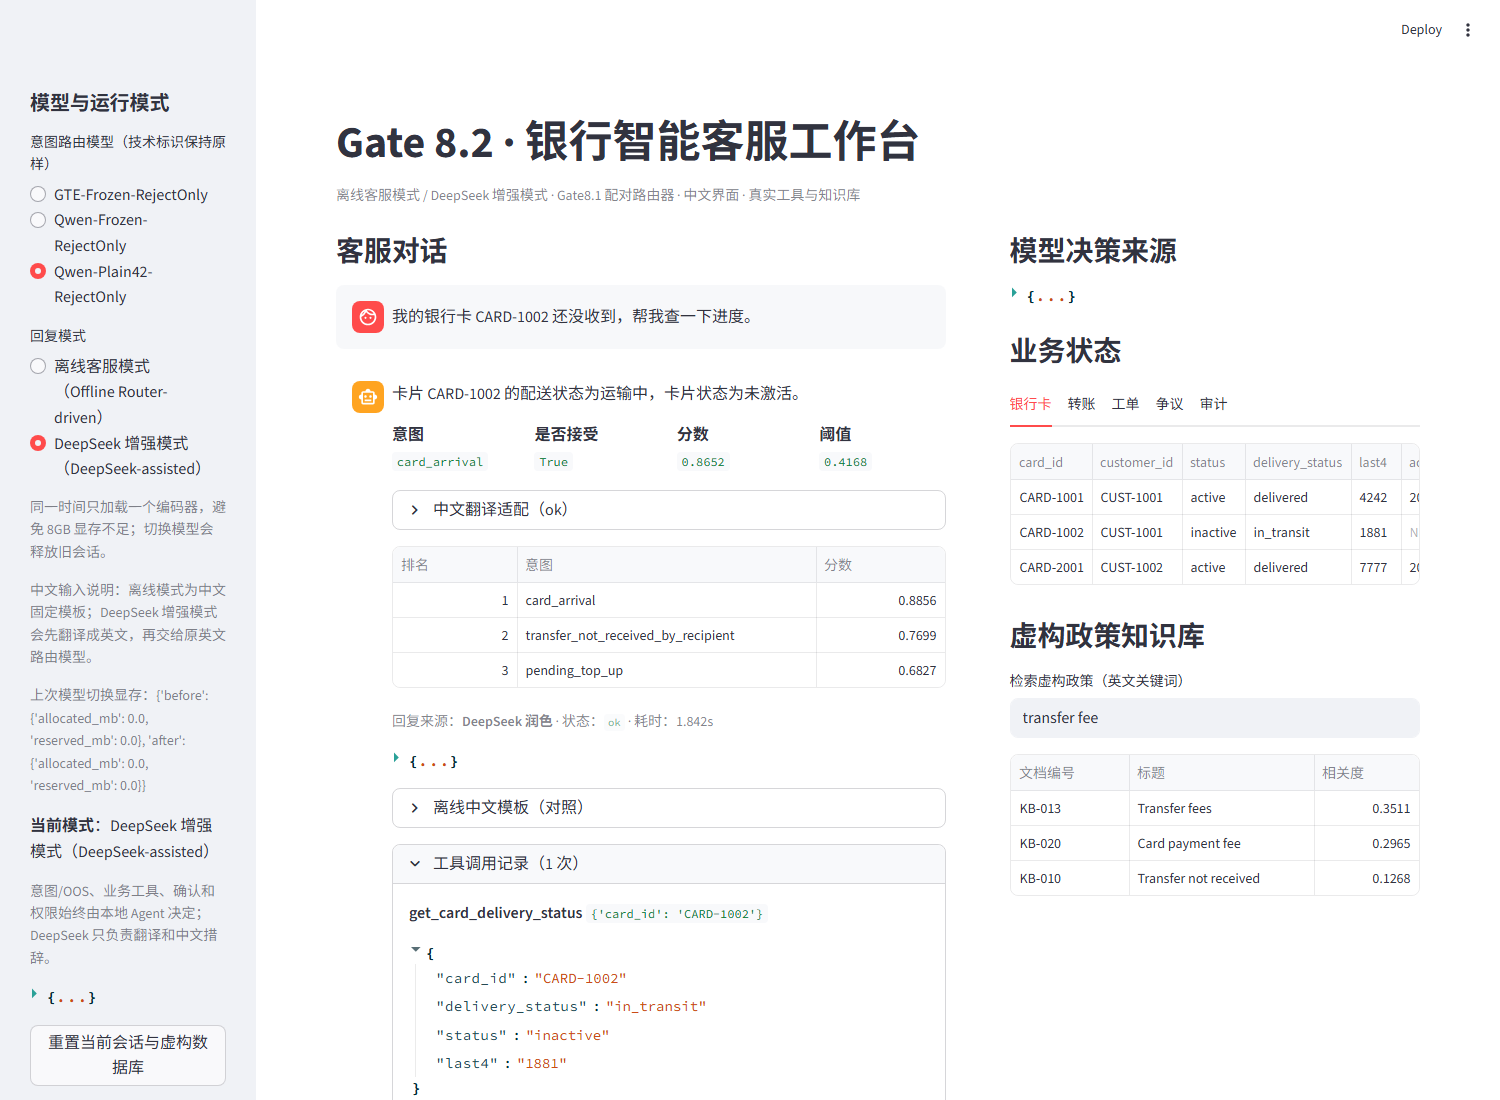 Deploy
模型与运行模式
意图路由模型（技术标识保持原
样）
GTE-Frozen-RejectOnly
Qwen-Frozen-
RejectOnly
Qwen-Plain42-
RejectOnly
回复模式
离线客服模式
（Offline Router-
driven）
DeepSeek 增强模式
（DeepSeek-assisted）
同一时间只加载一个编码器，避
免 8GB 显存不足；切换模型会
释放旧会话。
中文输入说明：离线模式为中文
固定模板；DeepSeek 增强模式
会先翻译成英文，再交给原英文
路由模型。
上次模型切换显存：{'before':
{'allocated_mb': 0.0,
'reserved_mb': 0.0}, 'after':
{'allocated_mb': 0.0,
'reserved_mb': 0.0}}
当前模式：DeepSeek 增强
模式（DeepSeek-assisted）
意图/OOS、业务工具、确认和
权限始终由本地 Agent 决定；
DeepSeek 只负责翻译和中文措
辞。
{...}
重置当前会话与虚构数
据库
Gate 8.2 · 银行智能客服工作台
离线客服模式 / DeepSeek 增强模式 · Gate8.1 配对路由器 · 中文界面 · 真实工具与知识库
客服对话
我的银行卡 CARD-1002 还没收到，帮我查一下进度。
卡片 CARD-1002 的配送状态为运输中，卡片状态为未激活。
意图 是否接受 分数 阈值
card_arrival True 0.8652 0.4168
中文翻译适配（ok）
排名 意图 分数
1 card_arrival 0.8856
2 transfer_not_received_by_recipient 0.7699
3 pending_top_up 0.6827
回复来源：DeepSeek 润色 · 状态： ok · 耗时：1.842s
{...}
离线中文模板（对照）
工具调用记录（1 次）
get_card_delivery_status {'card_id': 'CARD-1002'}
{
"card_id" : "CARD-1002"
"delivery_status" : "in_transit"
"status" : "inactive"
"last4" : "1881"
}
模型决策来源
{...}
业务状态
银行卡 转账 工单 争议 审计
card_id customer_id status delivery_status last4
CARD-1001 CUST-1001 active delivered 4242
CARD-1002 CUST-1001 inactive in_transit 1881
CARD-2001 CUST-1002 active delivered 7777
虚构政策知识库
检索虚构政策（英文关键词）
transfer fee
文档编号 标题 相关度
KB-013 Transfer fees 0.3511
KB-020 Card payment fee 0.2965
KB-010 Transfer not received 0.1268